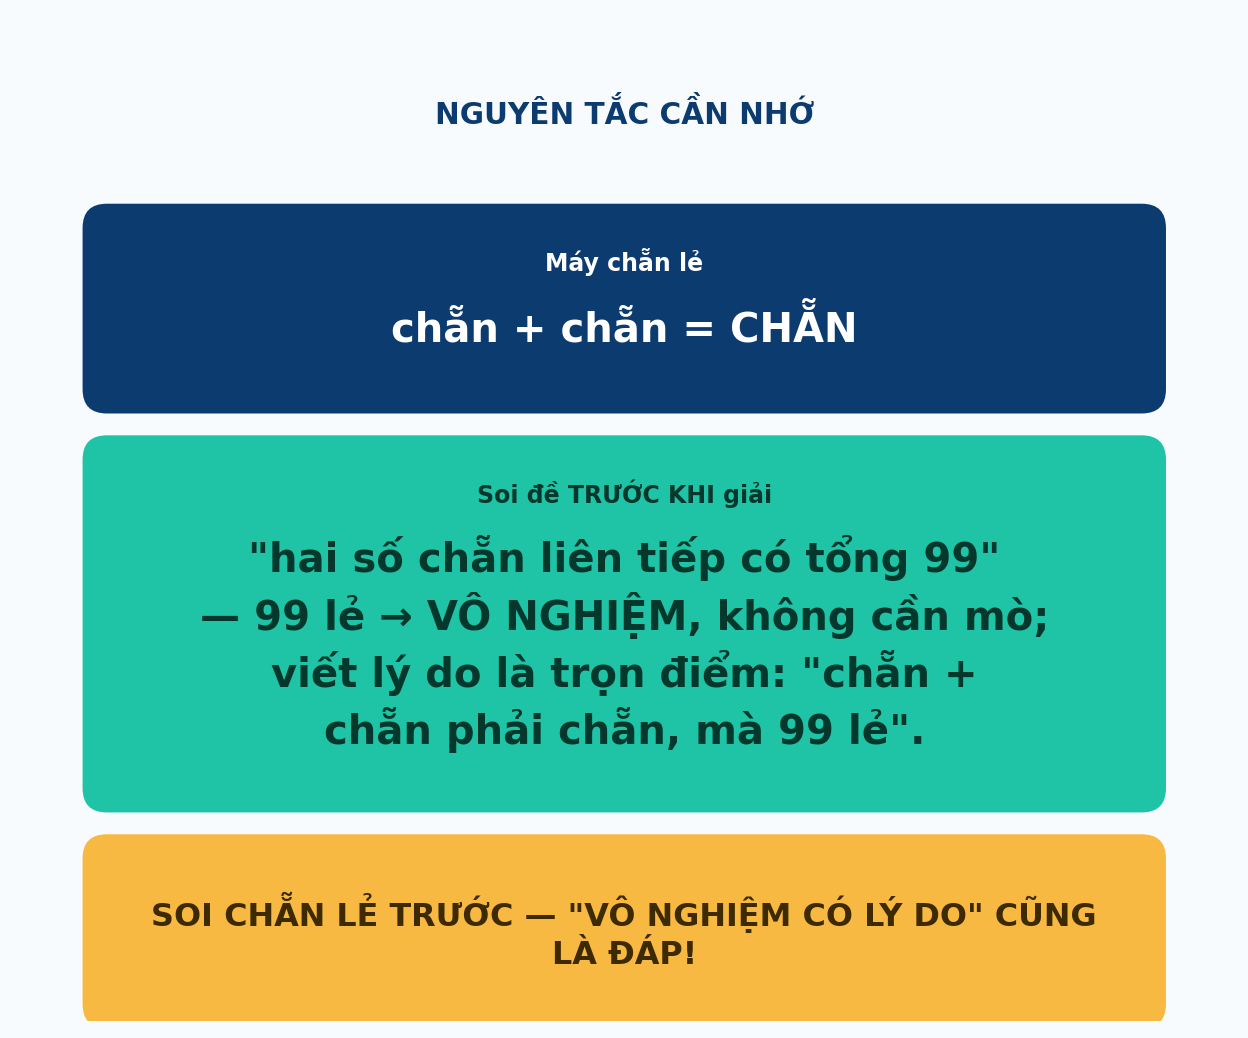 NGUYÊN TẮC CẦN NHỚ
Máy chẵn lẻ
chẵn + chẵn = CHẴN
Soi đề TRƯỚC KHI giải
"hai số chẵn liên tiếp có tổng 99"
— 99 lẻ → VÔ NGHIỆM, không cần mò;
viết lý do là trọn điểm: "chẵn +
chẵn phải chẵn, mà 99 lẻ".
SOI CHẴN LẺ TRƯỚC — "VÔ NGHIỆM CÓ LÝ DO" CŨNG
LÀ ĐÁP!